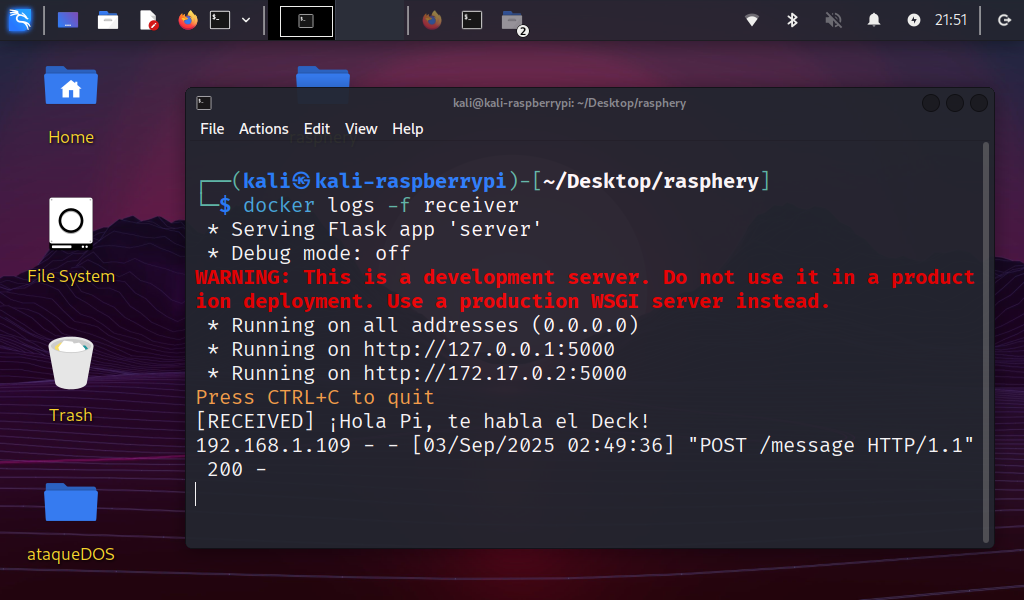 21:51
2
Home
File System
Trash
ataqueDOS
kali@kali-raspberrypi: ~/Desktop/rasphery
File Actions Edit View Help
┌──(kali㉿kali-raspberrypi)-[~/Desktop/rasphery]
└─$ docker logs -f receiver
* Serving Flask app 'server'
* Debug mode: off
WARNING: This is a development server. Do not use it in a product
ion deployment. Use a production WSGI server instead.
* Running on all addresses (0.0.0.0)
* Running on http://127.0.0.1:5000
* Running on http://172.17.0.2:5000
Press CTRL+C to quit
[RECEIVED] ¡Hola Pi, te habla el Deck!
192.168.1.109 - - [03/Sep/2025 02:49:36] "POST /message HTTP/1.1"
200 -